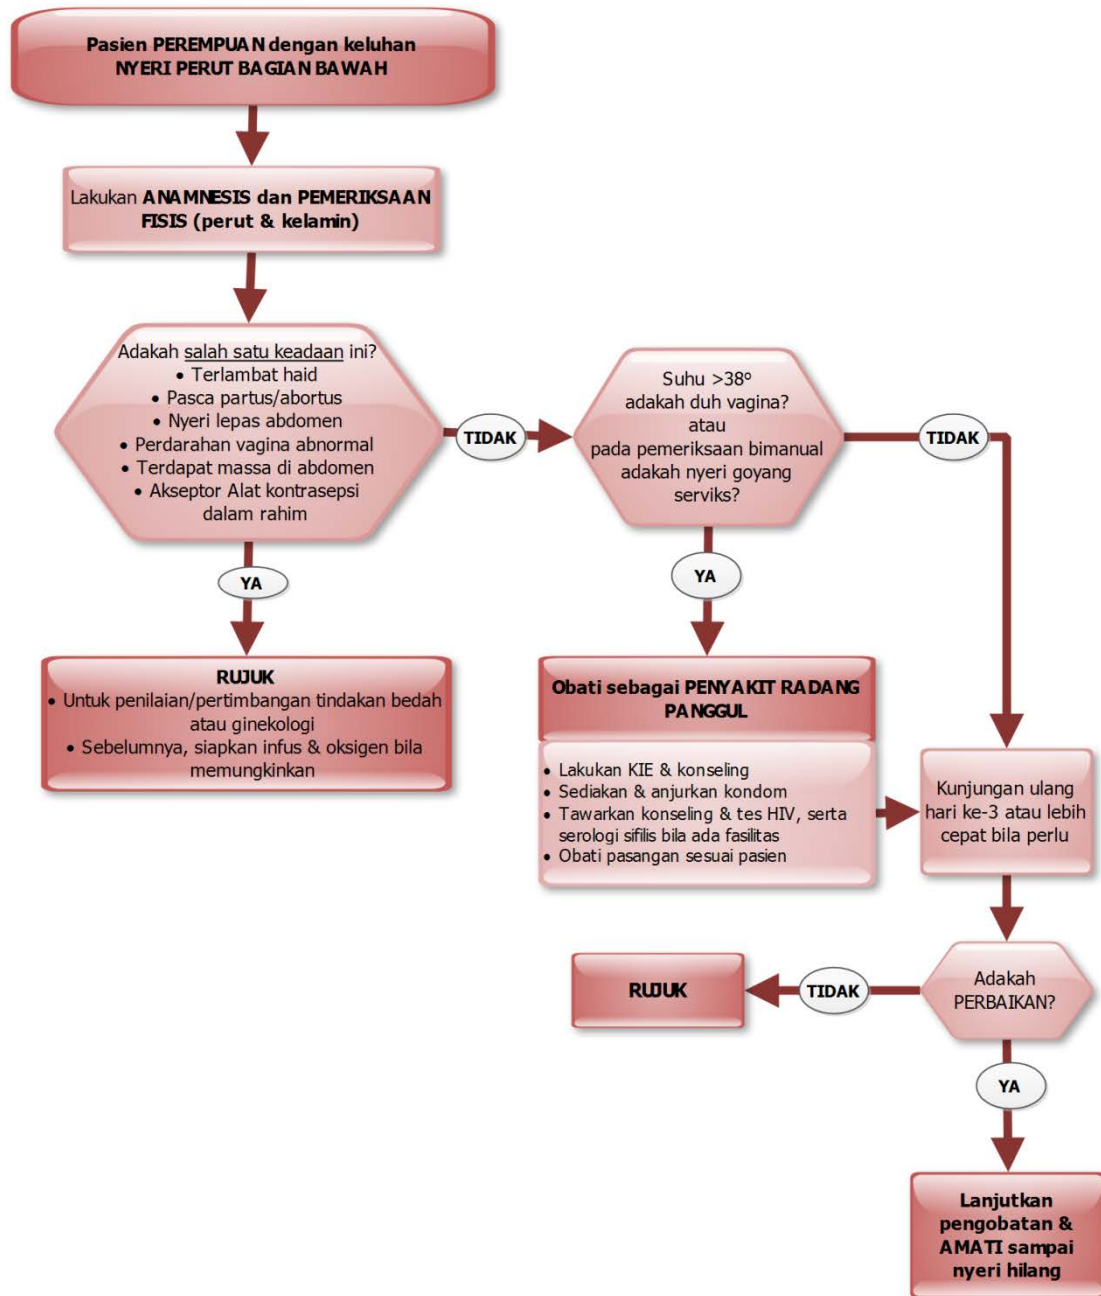 Pasien PEREMPUAN dengan keluhan
NYERI PERUT BAGIAN BAWAH
Lakukan ANAMNESIS dan PEMERIKSAAN
FISIS (perut & kelamin)
Adakah salah satu keadaan ini?
• Terlambat haid
• Pasca partus/abortus
• Nyeri lepas abdomen
• Perdarahan vagina abnormal
• Terdapat massa di abdomen
• Akseptor Alat kontrasepsi
dalam rahim
TIDAK
Suhu >38°
adakah duh vagina?
atau
pada pemeriksaan bimanual
adakah nyeri goyang
serviks?
TIDAK
YA
YA
RUJUK
• Untuk penilaian/pertimbangan tindakan bedah
atau ginekologi
• Sebelumnya, siapkan infus & oksigen bila
memungkinkan
Obati sebagai PENYAKIT RADANG
PANGGUL
• Lakukan KIE & konseling
• Sediakan & anjurkan kondom
• Tawarkan konseling & tes HIV, serta
serologi sifilis bila ada fasilitas
• Obati pasangan sesuai pasien
Kunjungan ulang
hari ke-3 atau lebih
cepat bila perlu
Adakah
PERBAIKAN?
TIDAK
RUJUK
YA
Lanjutkan
pengobatan &
AMATI sampai
nyeri hilang